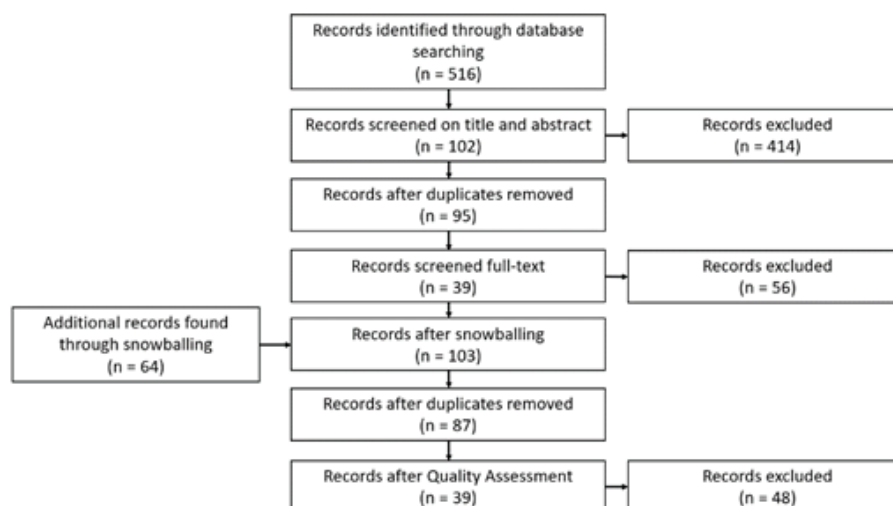 Records identified through database
searching
(n = 516)
Records screened on title and abstract
(n = 102)
Records excluded
(n = 414)
Records after duplicates removed
(n = 95)
Records screened full-text
(n = 39)
Records excluded
(n = 56)
Additional records found
through snowballing
(n = 64)
Records after snowballing
(n = 103)
Records after duplicates removed
(n = 87)
Records after Quality Assessment
(n = 39)
Records excluded
(n = 48)